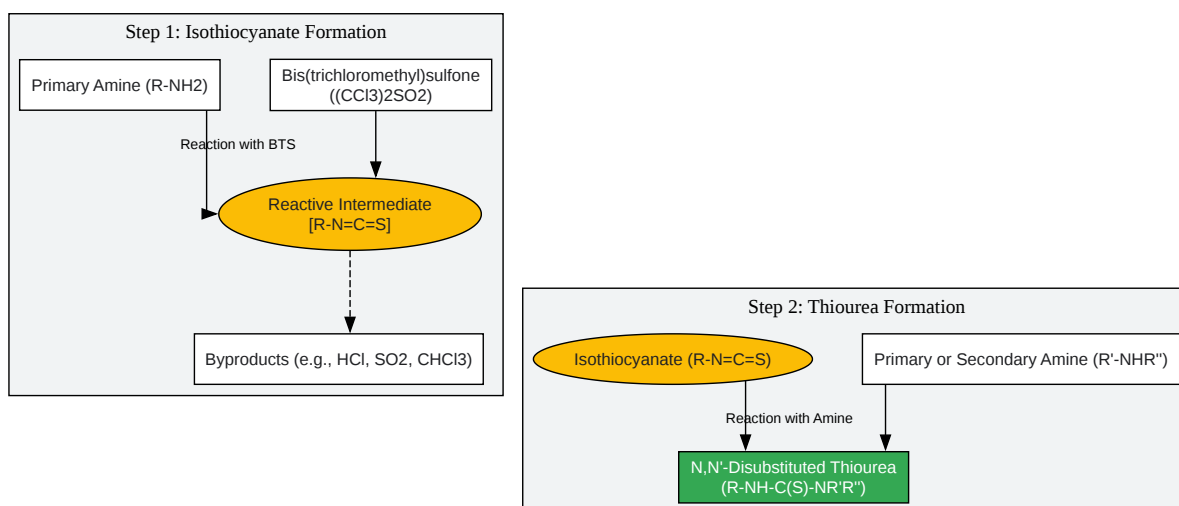 Step 1: Isothiocyanate Formation
Primary Amine (R-NH2)
Bis(trichloromethyl)sulfone
((CCl3)2SO2)
Reaction with BTS
Reactive Intermediate
[R-N=C=S]
Byproducts (e.g., HCl, SO2, CHCl3)
Step 2: Thiourea Formation
Isothiocyanate (R-N=C=S)
Primary or Secondary Amine (R'-NHR")
Reaction with Amine
N,N'-Disubstituted Thiourea
(R-NH-C(S)-NR'R")